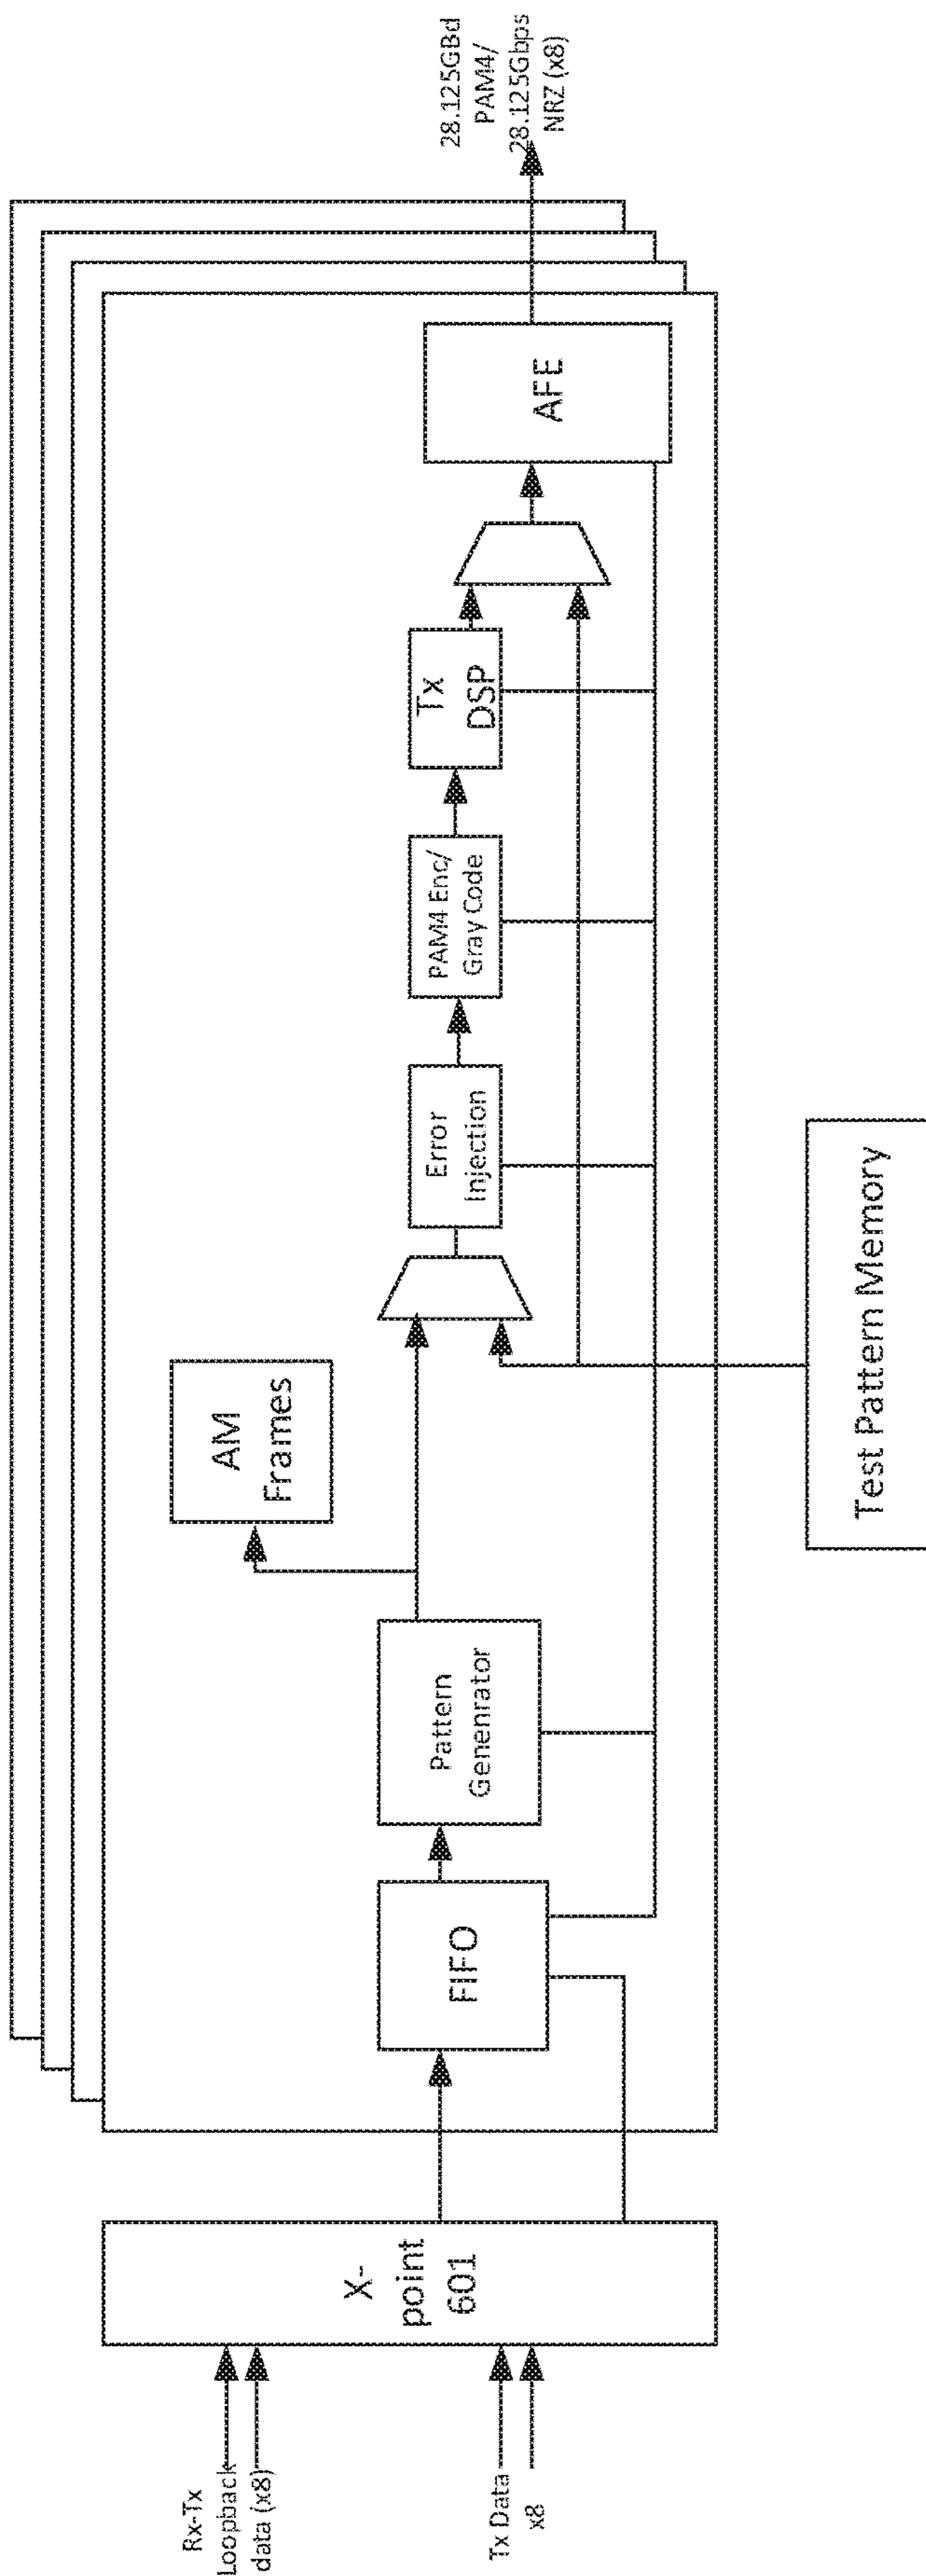 Rx-Tx
Loopback
data (x8)
Tx Data
x8
X-
point
601
FIFO
Pattern
Genenrator
AM
Frames
Error
Injection
PAM4 Enc/
Gray Code
Tx
DSP
AFE
28.125GBd
PAM4/
28.125Gbps
NRZ (x8)
Test Pattern Memory